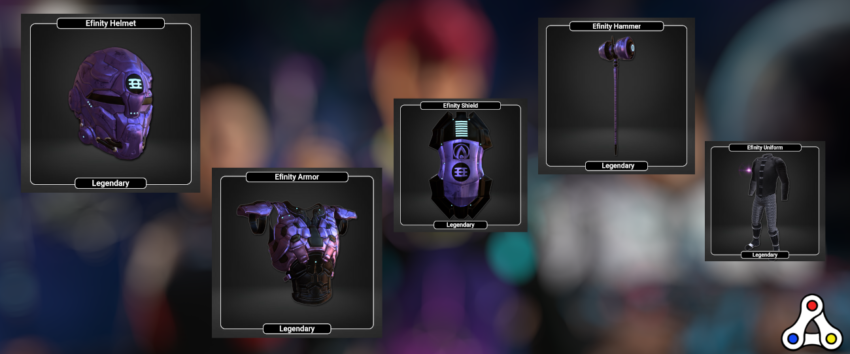 Efinity Helmet
Legendary
Efinity Armor
Legendary
Efinity Shield
Legendary
Efinity Hammer
Legendary
Efinity Uniform
Legendary